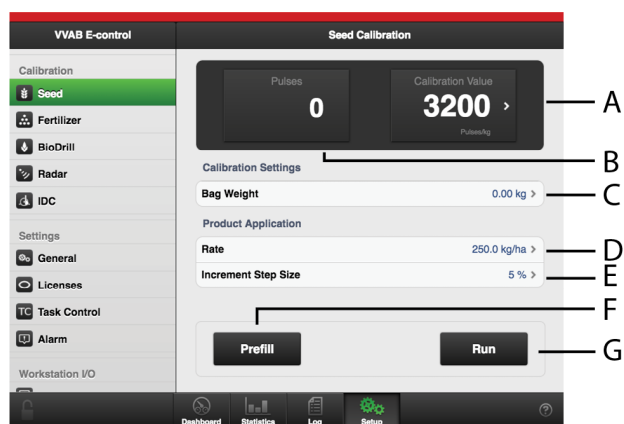 VVAB E-control
Seed Calibration
Calibration
Seed
Fertilizer
BioDrill
Radar
IDC
Settings
General
Licenses
TC Task Control
Alarm
Workstation I/O
Pulses
0
Calibration Value
3200
Pulses/kg
Calibration Settings
Bag Weight 0.00 kg
Product Application
Rate 250.0 kg/ha
Increment Step Size 5 %
Prefill
Run
A
B
C
D
E
F
G
Dashboard Statistics Log Setup
?